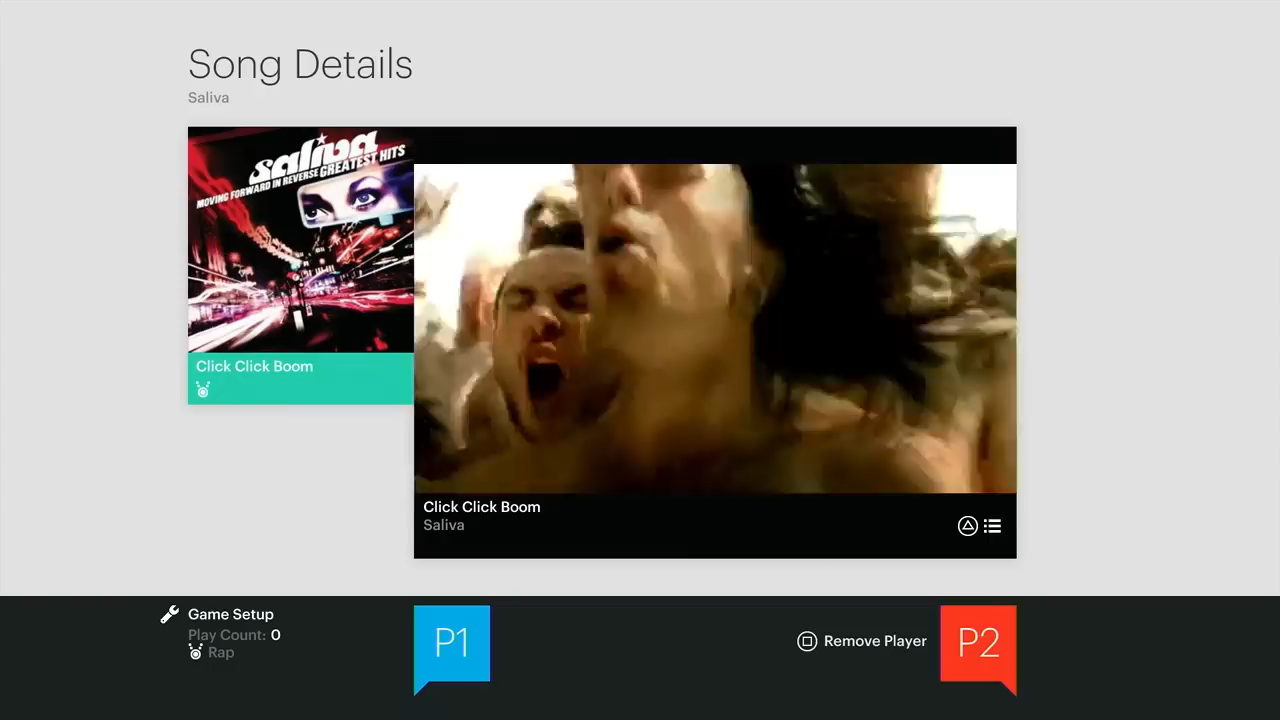 Song Details
Saliva
saliva
MOVING FORWARD IN REVERSE GREATEST HITS
Click Click Boom
Click Click Boom
Saliva
Game Setup
Play Count: 0
Rap
P1
Remove Player
P2